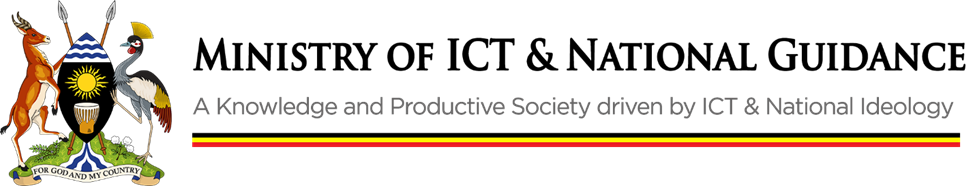 MINISTRY OF ICT & NATIONAL GUIDANCE
A Knowledge and Productive Society driven by ICT & National Ideology
FOR GOD AND MY COUNTRY